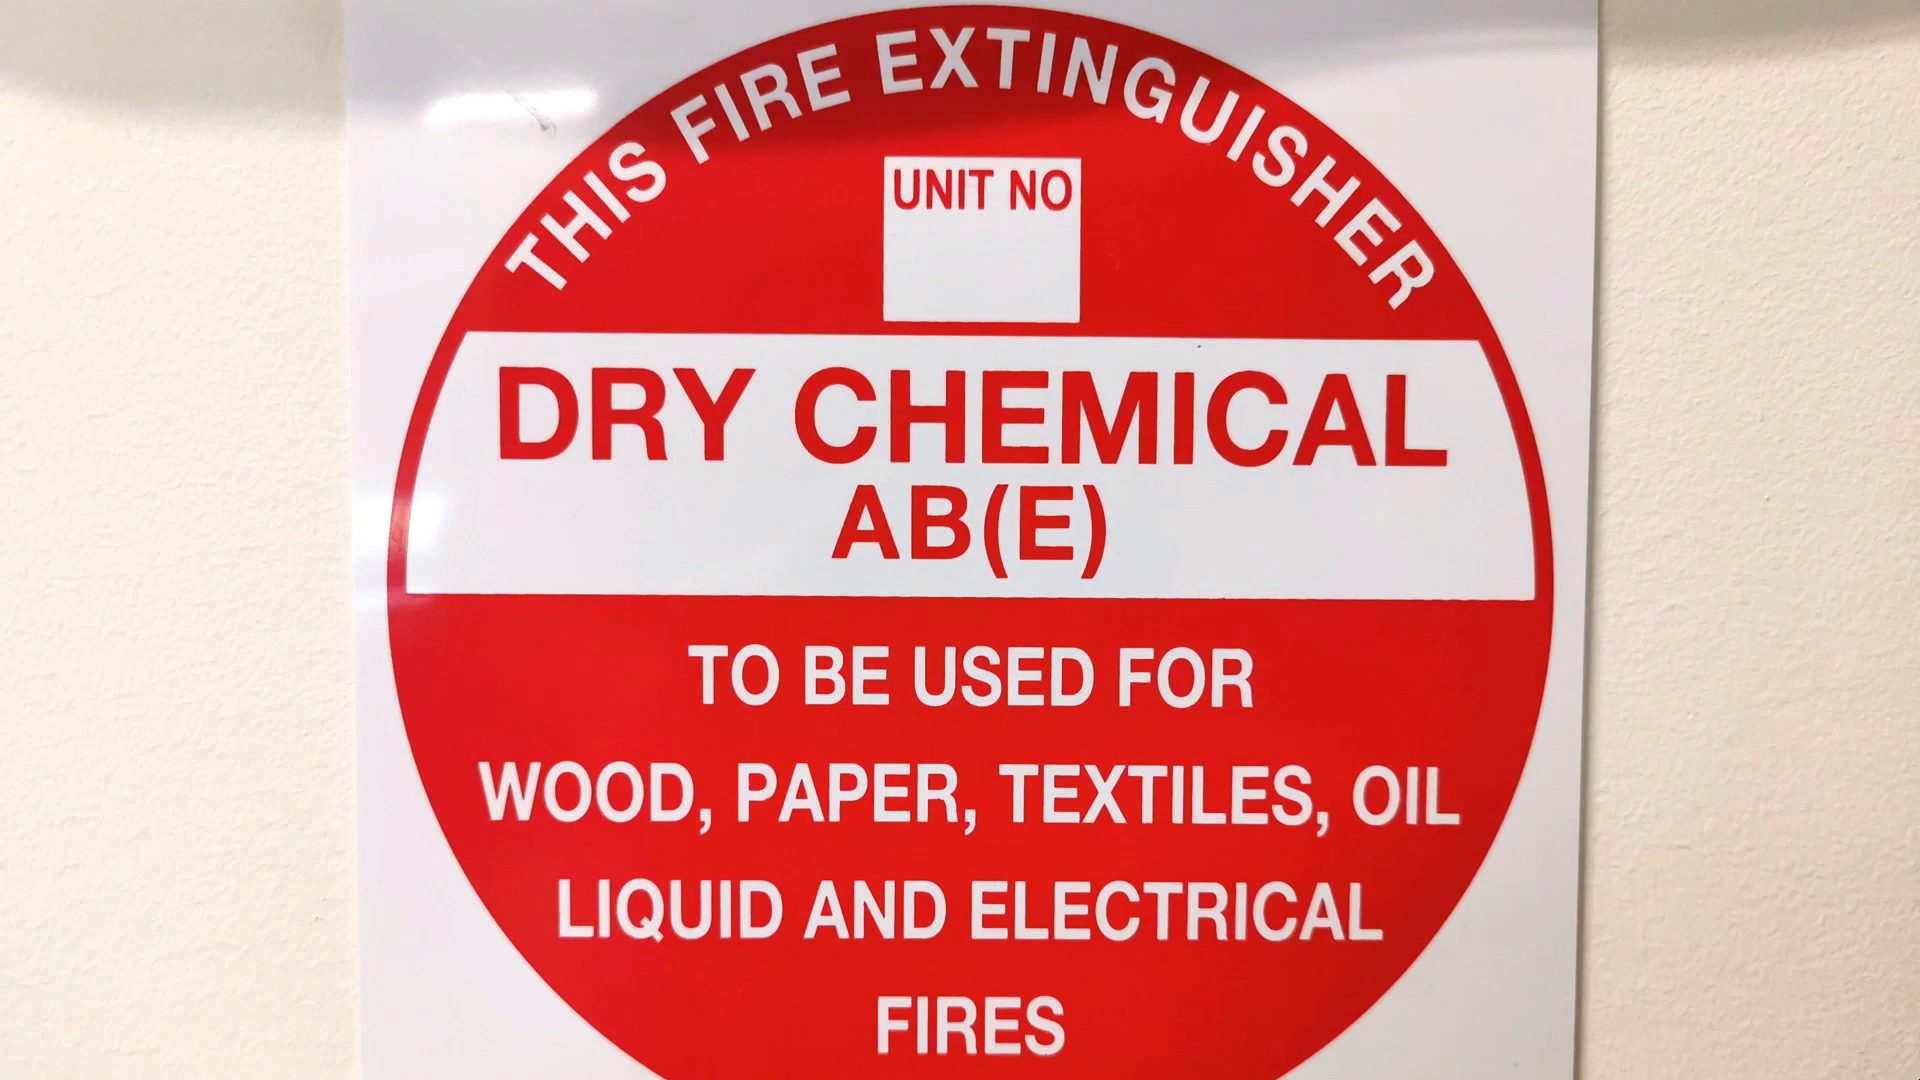 THIS FIRE EXTINGUISHER
UNIT NO
DRY CHEMICAL
AB(E)
TO BE USED FOR
WOOD, PAPER, TEXTILES, OIL
LIQUID AND ELECTRICAL
FIRES